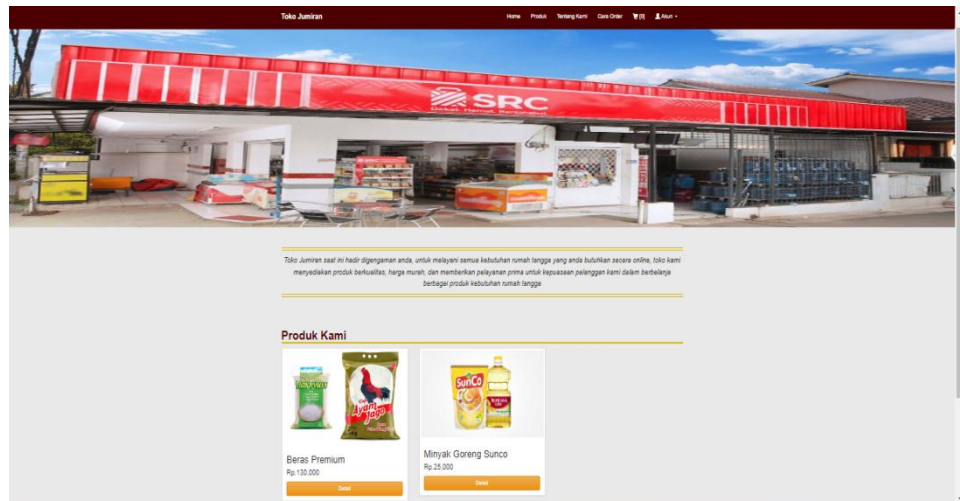 Toko Jumiran
Home Produk Tentang Kami Cara Order [0] Akun
SRC
Toko Jumiran saat ini hadir digengaman anda, untuk melayani semua kebutuhan rumah tangga yang anda butuhkan secara online, toko kami
menyediakan produk berkualitas, harga murah, dan memberikan pelayanan prima untuk kepuasaan pelanggan kami dalam berbelanja
berbagai produk kebutuhan rumah tangga
Produk Kami
Ayam
Jago
SunCo
Beras Premium
Rp.130,000
Detail
Minyak Goreng Sunco
Rp.25,000
Detail